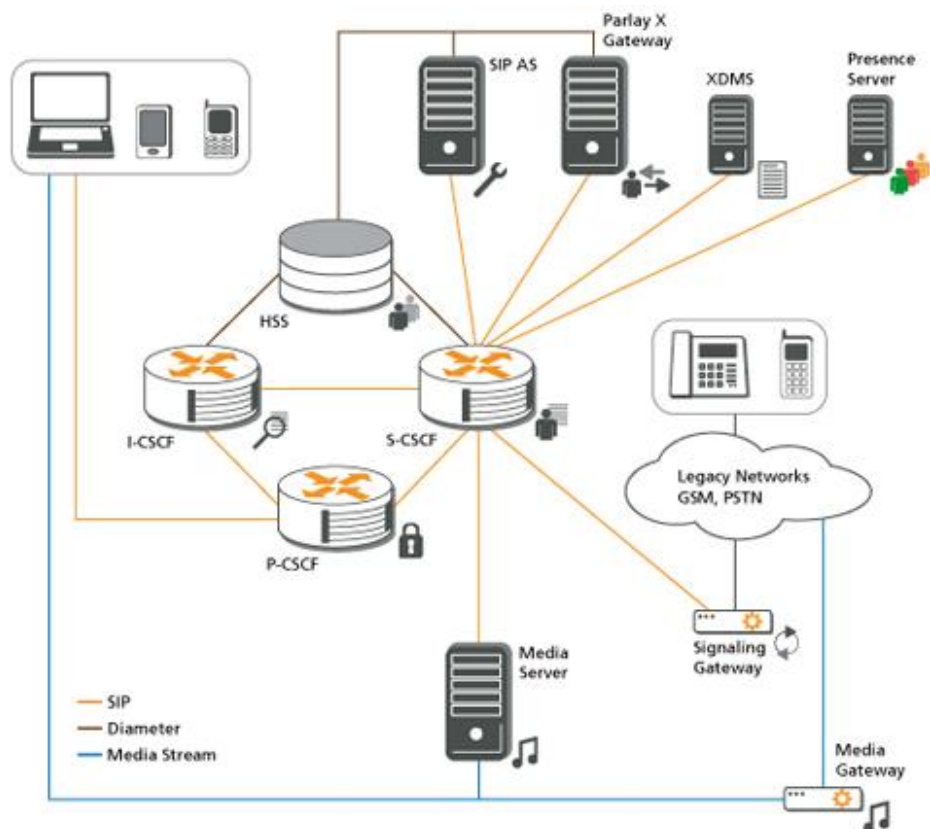 Parlay X
Gateway
SIP AS
XDMS
Presence
Server
HSS
I-CSCF
S-CSCF
P-CSCF
Legacy Networks
GSM, PSTN
Signaling
Gateway
Media
Server
SIP
Diameter
Media Stream
Media
Gateway